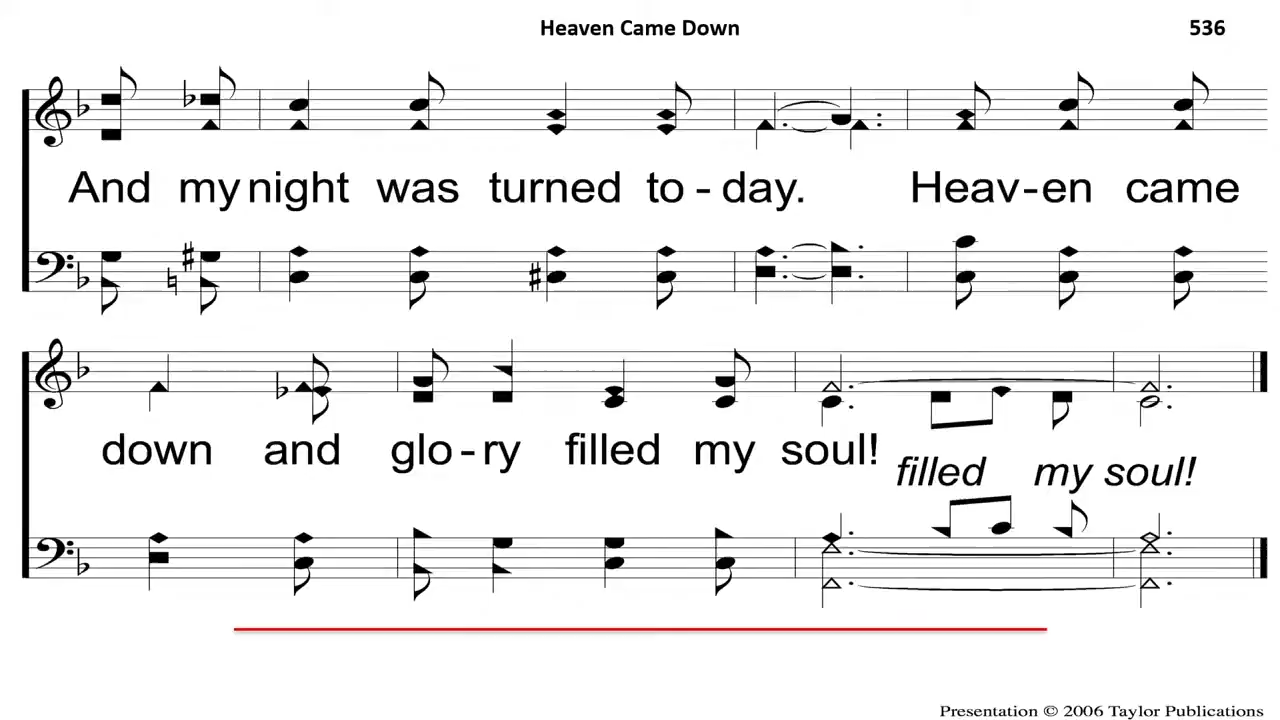 Heaven Came Down 536
And my night was turned to - day. Heav - en came
down and glo - ry filled my soul!
filled my soul!
Presentation © 2006 Taylor Publications